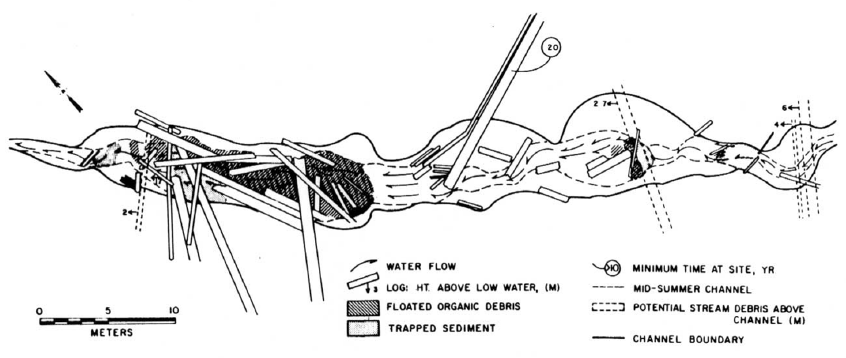 20
2 7
6
4
2
WATER FLOW
3
LOG: HT. ABOVE LOW WATER, (M)
FLOATED ORGANIC DEBRIS
TRAPPED SEDIMENT
>10
MINIMUM TIME AT SITE, YR
MID-SUMMER CHANNEL
POTENTIAL STREAM DEBRIS ABOVE
CHANNEL (M)
CHANNEL BOUNDARY
0 5 10
METERS